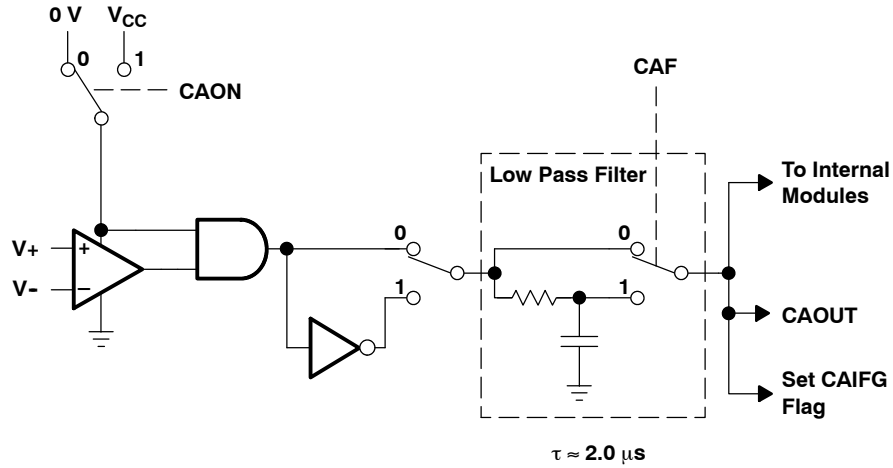 0 V
VCC
0
1
CAON
CAF
Low Pass Filter
To Internal
Modules
V+
+
V-
−
0
1
0
1
CAOUT
Set CAIFG
Flag
τ ≈ 2.0 μs